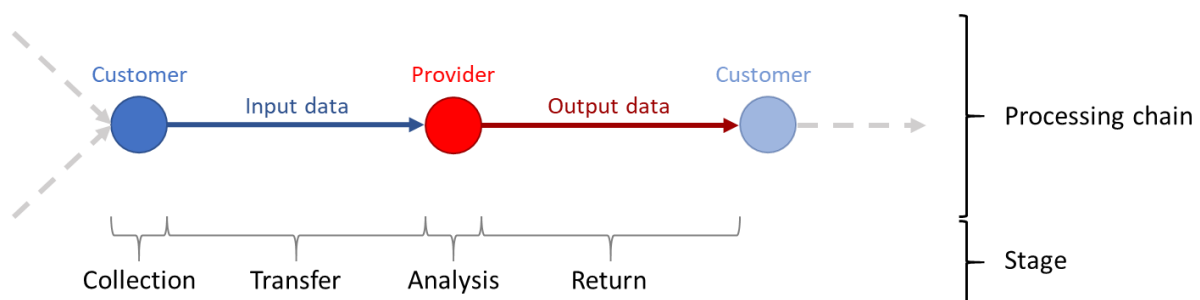 Customer
Provider
Customer
Input data
Output data
Processing chain
Collection
Transfer
Analysis
Return
Stage